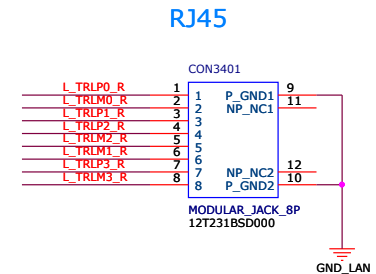 RJ45
CON3401
L_TRLP0_R 1 1 P_GND1 9
L_TRLM0_R 2 2 NP_NC1 11
L_TRLP1_R 3 3
L_TRLP2_R 4 4
L_TRLM2_R 5 5
L_TRLM1_R 6 6
L_TRLP3_R 7 7 NP_NC2 12
L_TRLM3_R 8 8 P_GND2 10
MODULAR_JACK_8P
12T231BSD000
GND_LAN